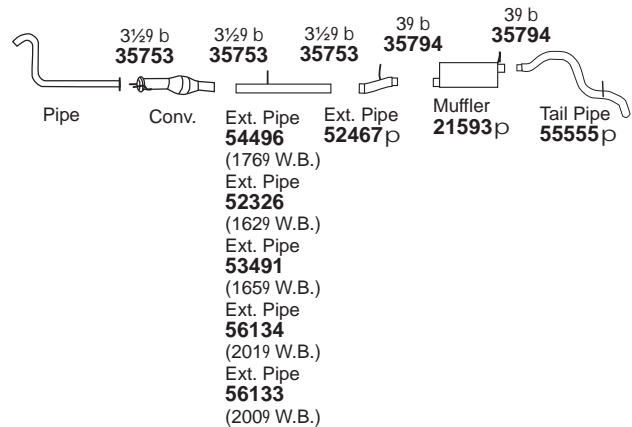 39 b
39 b
3½9 b
3½9 b
3½9 b
35794
35794
35753
35753
35753
Pipe
Conv.
Ext. Pipe
54496
(1769 W.B.)
Ext. Pipe
52326
(1629 W.B.)
Ext. Pipe
53491
(1659 W.B.)
Ext. Pipe
56134
(2019 W.B.)
Ext. Pipe
56133
(2009 W.B.)
Ext. Pipe
52467p
Muffler
21593p
Tail Pipe
55555p